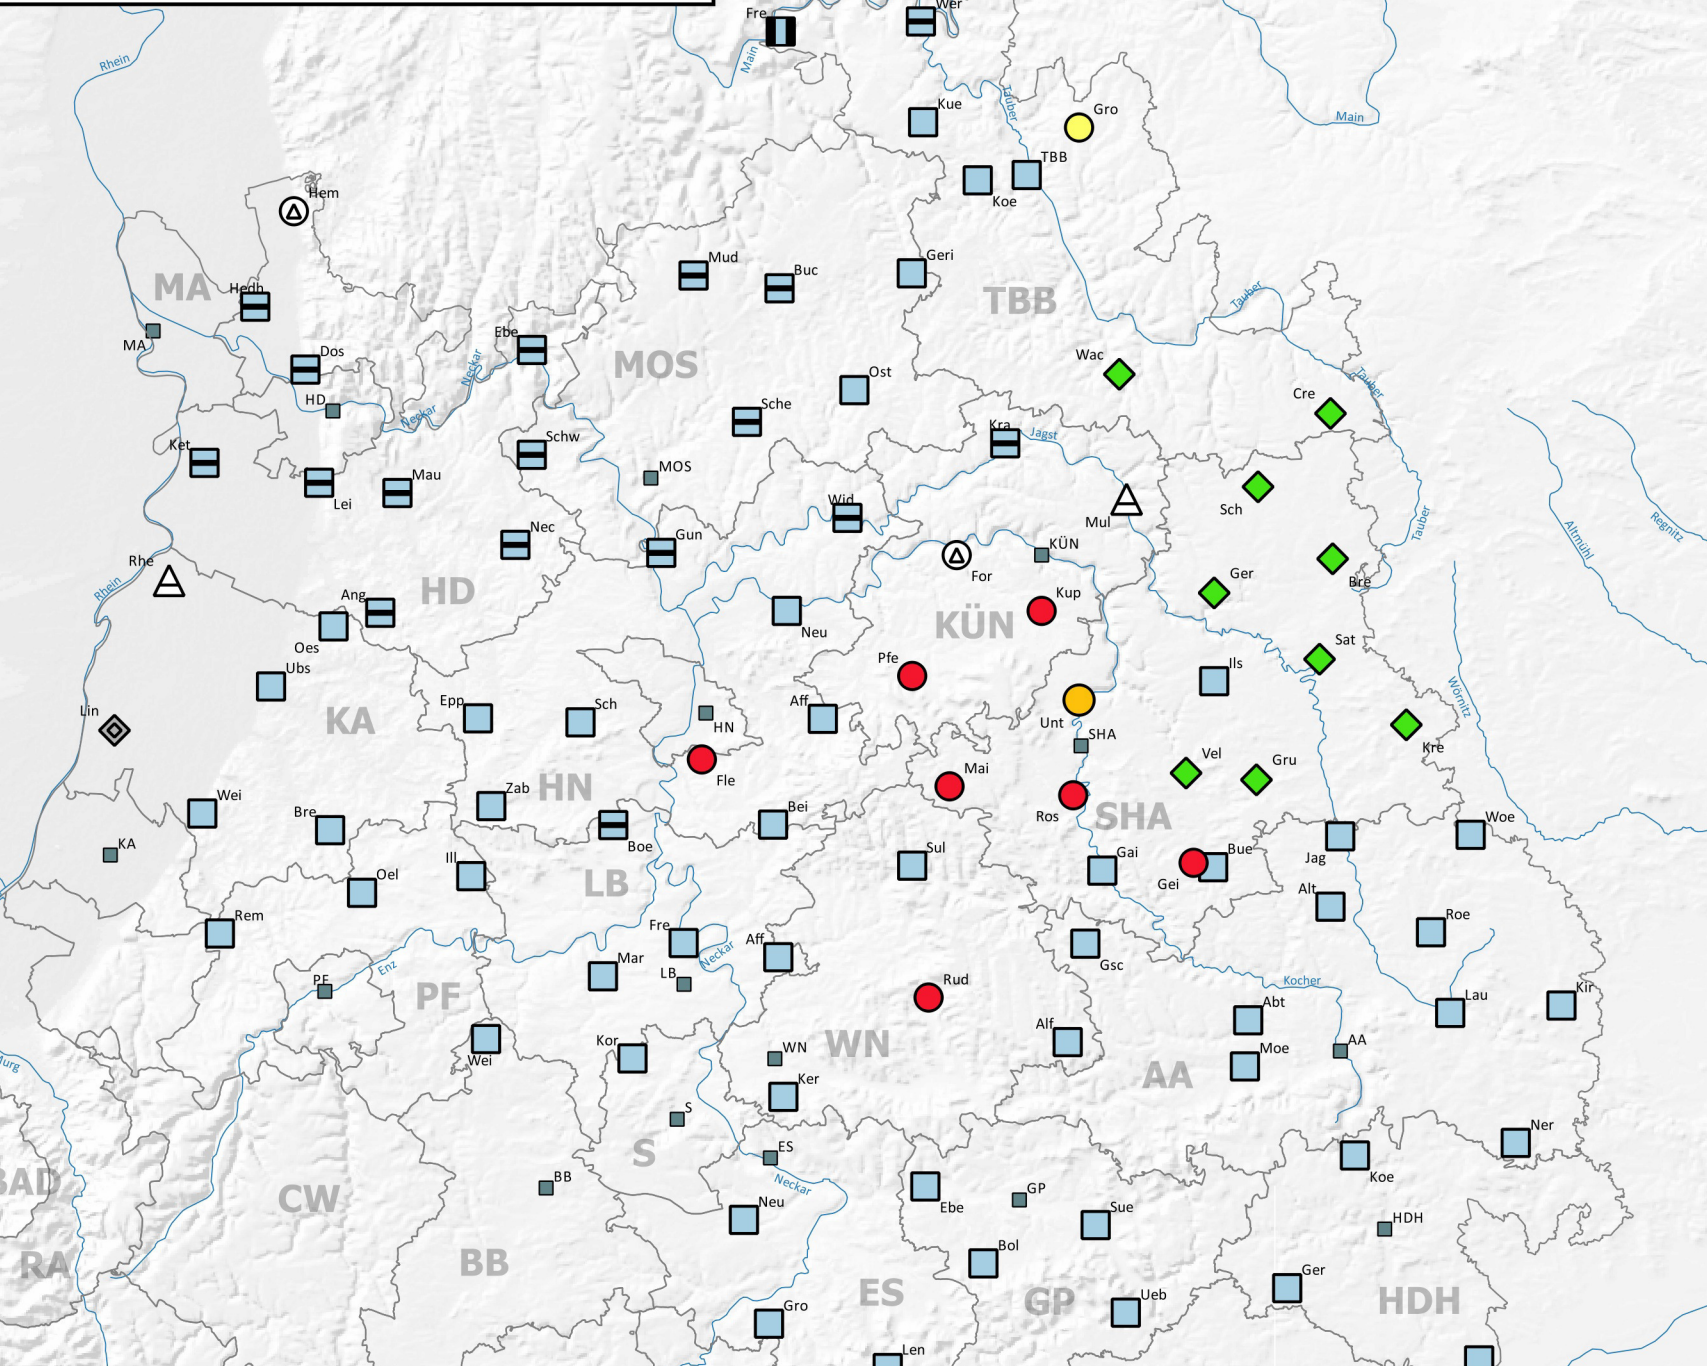 Fre
Wer
Rhein
Main
Kue
Tauber
Gro
Main
TBB
Koe
Hem
Mud
Buc
Geri
MA
Hedh
TBB
Tauber
MA
Dos
Ebe
MOS
Wac
Neckar
Ost
Tauber
HD
Neckar
Sche
Cre
Ket
Schw
Kra
Jagst
MOS
Lei
Mau
Wid
Mul
Sch
Tauber
Altmühl
Regnitz
Nec
Gun
KÜN
Rhe
For
Ger
Bre
Rhein
Ang
HD
Kup
Oes
Neu
KÜN
Ubs
Pfe
Ils
Sat
Lin
KA
Epp
Sch
HN
Aff
Unt
SHA
Wörnitz
Kre
Fle
Mai
Vel
Gru
HN
Wei
Bre
Zab
Bei
Ros
SHA
Boe
Woe
KA
Ill
LB
Sul
Gai
Bue
Jag
Oel
Gei
Alt
Rem
Fre
Aff
Neckar
Roe
Gsc
Enz
PF
PF
Mar
LB
Rud
Kocher
Lau
Kir
Abt
Alf
WN
WN
Wei
Kor
Moe
AA
AA
Murg
Ker
S
S
ES
Ner
BAD
CW
BB
Neckar
Koe
Neu
Ebe
GP
Sue
HDH
RA
BB
Bol
Ger
ES
GP
Ueb
HDH
Gro
Len